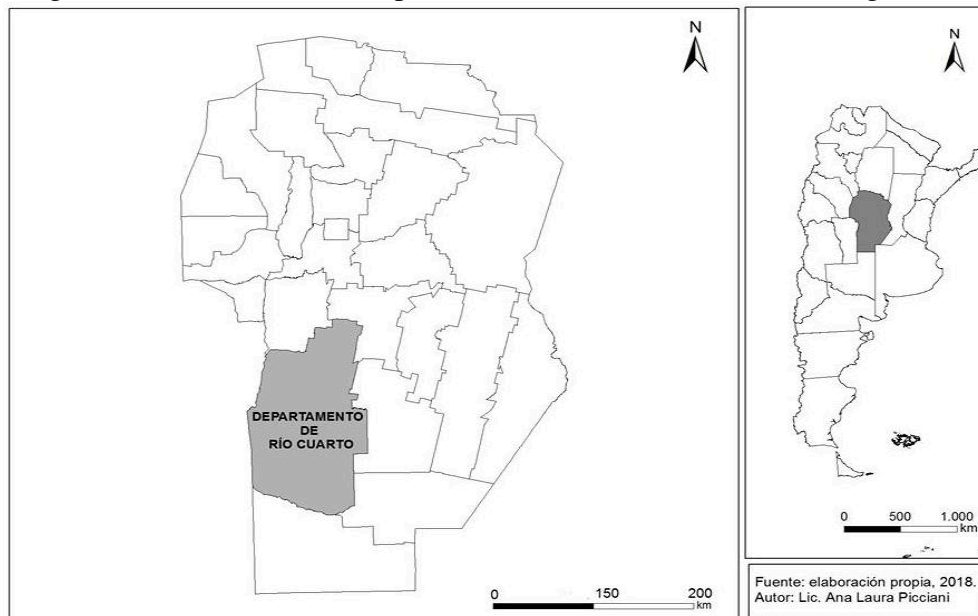 N
DEPARTAMENTO
DE
RÍO CUARTO
0 150 200
km
N
0 500 1.000
km
Fuente: elaboración propia, 2018.
Autor: Lic. Ana Laura Picciani